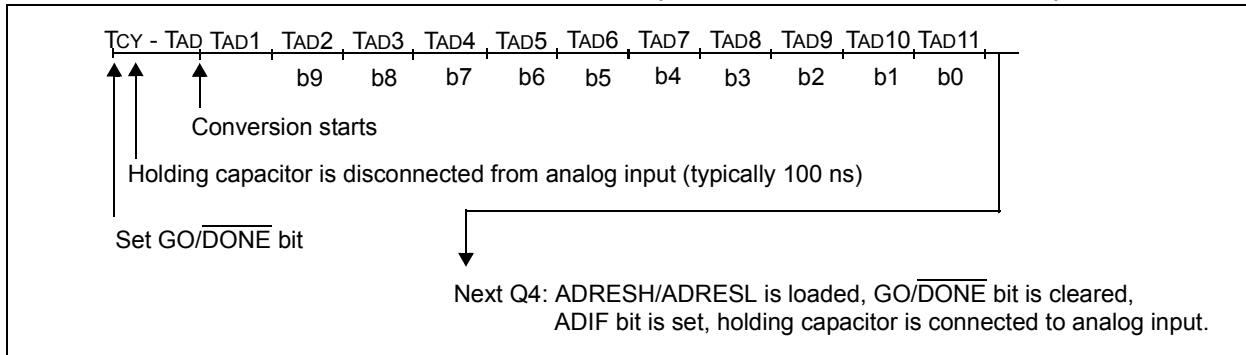 TCY - TAD TAD1 TAD2 TAD3 TAD4 TAD5 TAD6 TAD7 TAD8 TAD9 TAD10 TAD11
b9 b8 b7 b6 b5 b4 b3 b2 b1 b0
Conversion starts
Holding capacitor is disconnected from analog input (typically 100 ns)
Set GO/DONE bit
Next Q4: ADRESH/ADRESL is loaded, GO/DONE bit is cleared,
ADIF bit is set, holding capacitor is connected to analog input.